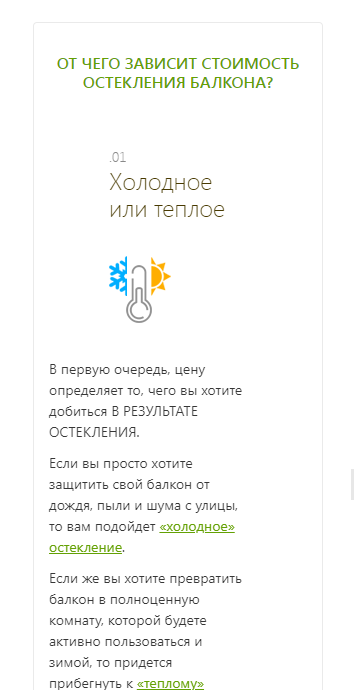 ОТ ЧЕГО ЗАВИСИТ СТОИМОСТЬ
ОСТЕКЛЕНИЯ БАЛКОНА?
.01
Холодное
или теплое
В первую очередь, цену
определяет то, чего вы хотите
добиться В РЕЗУЛЬТАТЕ
ОСТЕКЛЕНИЯ.
Если вы просто хотите
защитить свой балкон от
дождя, пыли и шума с улицы,
то вам подойдет «холодное»
остекление.
Если же вы хотите превратить
балкон в полноценную
комнату, которой будете
активно пользоваться и
зимой, то придется
прибегнуть к «теплому»